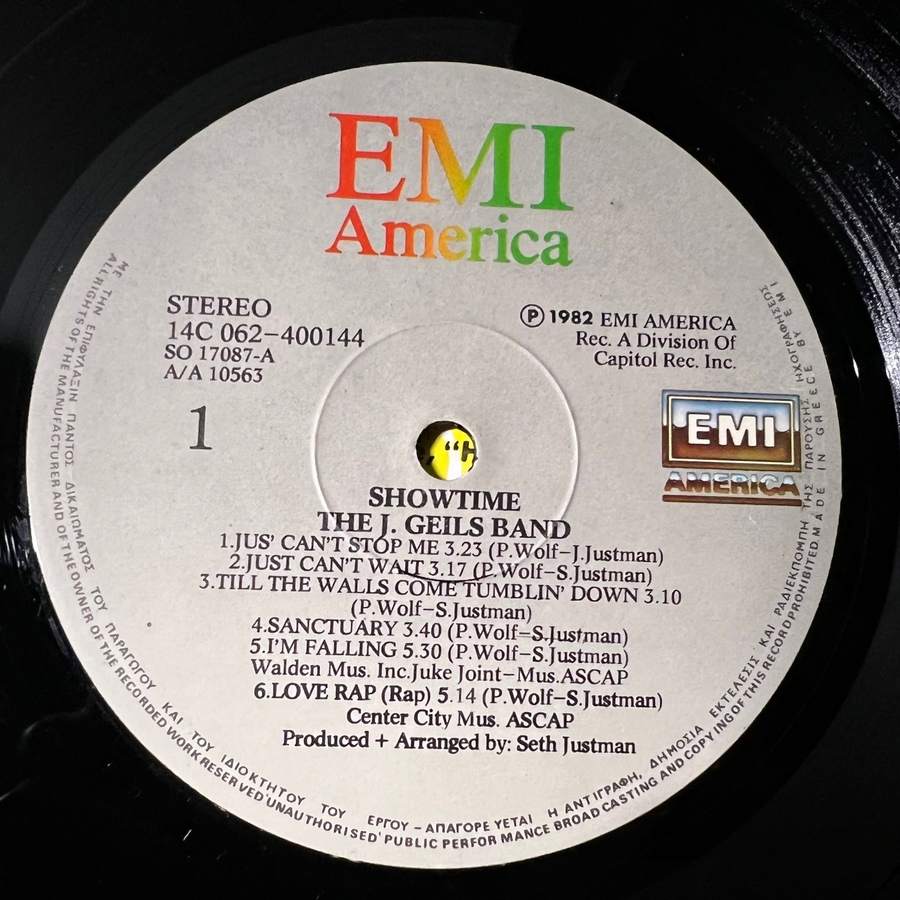 EMI
America
STEREO
14C 062-400144
SO 17087-A
A/A 10563
1
Ⓟ 1982 EMI AMERICA
Rec. A Division Of
Capitol Rec. Inc.
EMI
AMERICA
"H
SHOWTIME
THE J. GEILS BAND
1.JUS' CAN'T STOP ME 3.23 (P.Wolf-J.Justman)
2.JUST CAN'T WAIT 3.17 (P.Wolf-S.Justman)
3.TILL THE WALLS COME TUMBLIN' DOWN 3.10
(P.Wolf-S.Justman)
4.SANCTUARY 3.40 (P.Wolf-S.Justman)
5.I'M FALLING 5.30 (P.Wolf-S.Justman)
Walden Mus. Inc.Juke Joint-Mus.ASCAP
6.LOVE RAP (Rap) 5.14 (P.Wolf-S.Justman)
Center City Mus. ASCAP
Produced + Arranged by: Seth Justman
ΜΕ ΤΗΝ ΕΠΙΦΥΛΑΞΙΝ ΠΑΝΤΟΣ ΔΙΚΑΙΩΜΑΤΟΣ ΤΟΥ ΠΑΡΑΓΩΓΟΥ ΚΑΙ ΤΟΥ ΙΔΙΟΚΤΗΤΟΥ ΤΟΥ ΕΡΓΟΥ - ΑΠΑΓΟΡΕΥΕΤΑΙ Η ΑΝΤΙΓΡΑΦΗ, ΔΗΜΟΣΙΑ ΕΚΤΕΛΕΣΙΣ ΚΑΙ ΡΑΔΙΕΚΠΟΜΠΗ ΤΗΣ ΠΑΡΟΥΣΗΣ ΗΧΟΓΡΑΦΗΣΕΩΣ
ALL RIGHTS OF THE MANUFACTURER AND OF THE OWNER OF THE RECORDED WORK RESERVED 'UNAUTHORISED' PUBLIC PERFORMANCE BROADCASTING AND COPYING OF THIS RECORD PROHIBITED MADE IN GREECE BY EMI